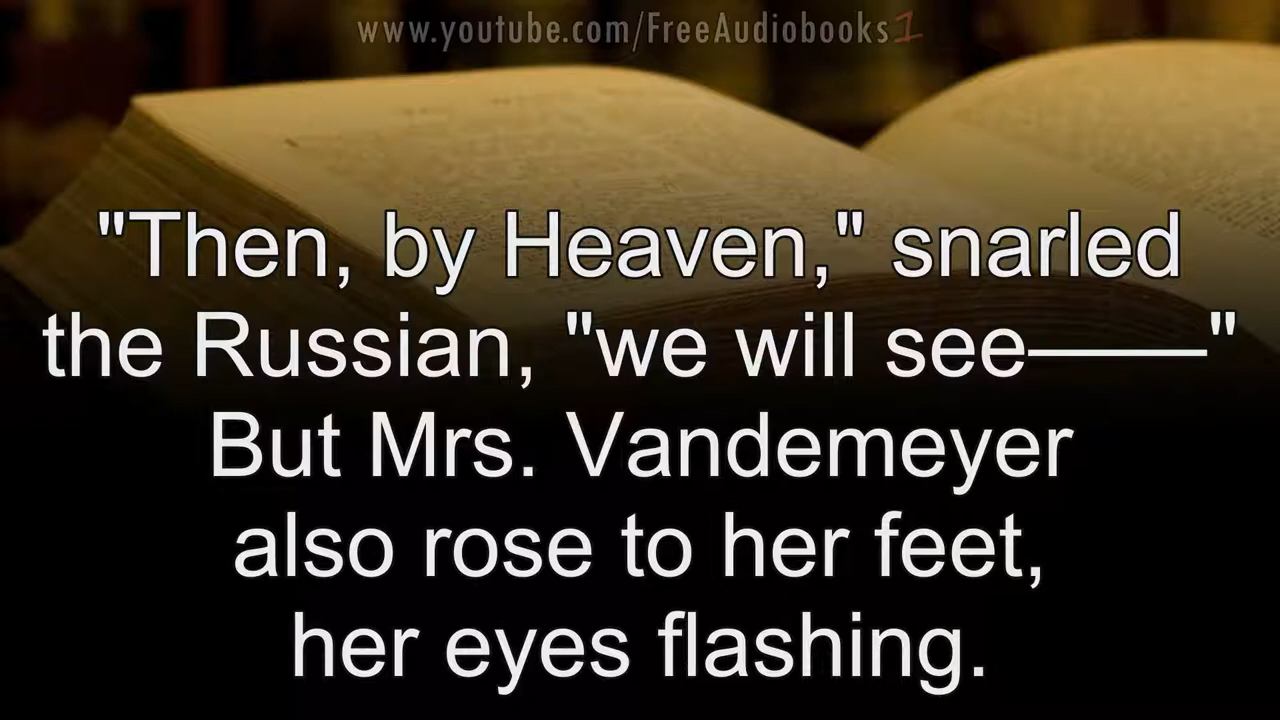 www.youtube.com/FreeAudiobooks1
"Then, by Heaven," snarled
the Russian, "we will see———"
But Mrs. Vandemeyer
also rose to her feet,
her eyes flashing.